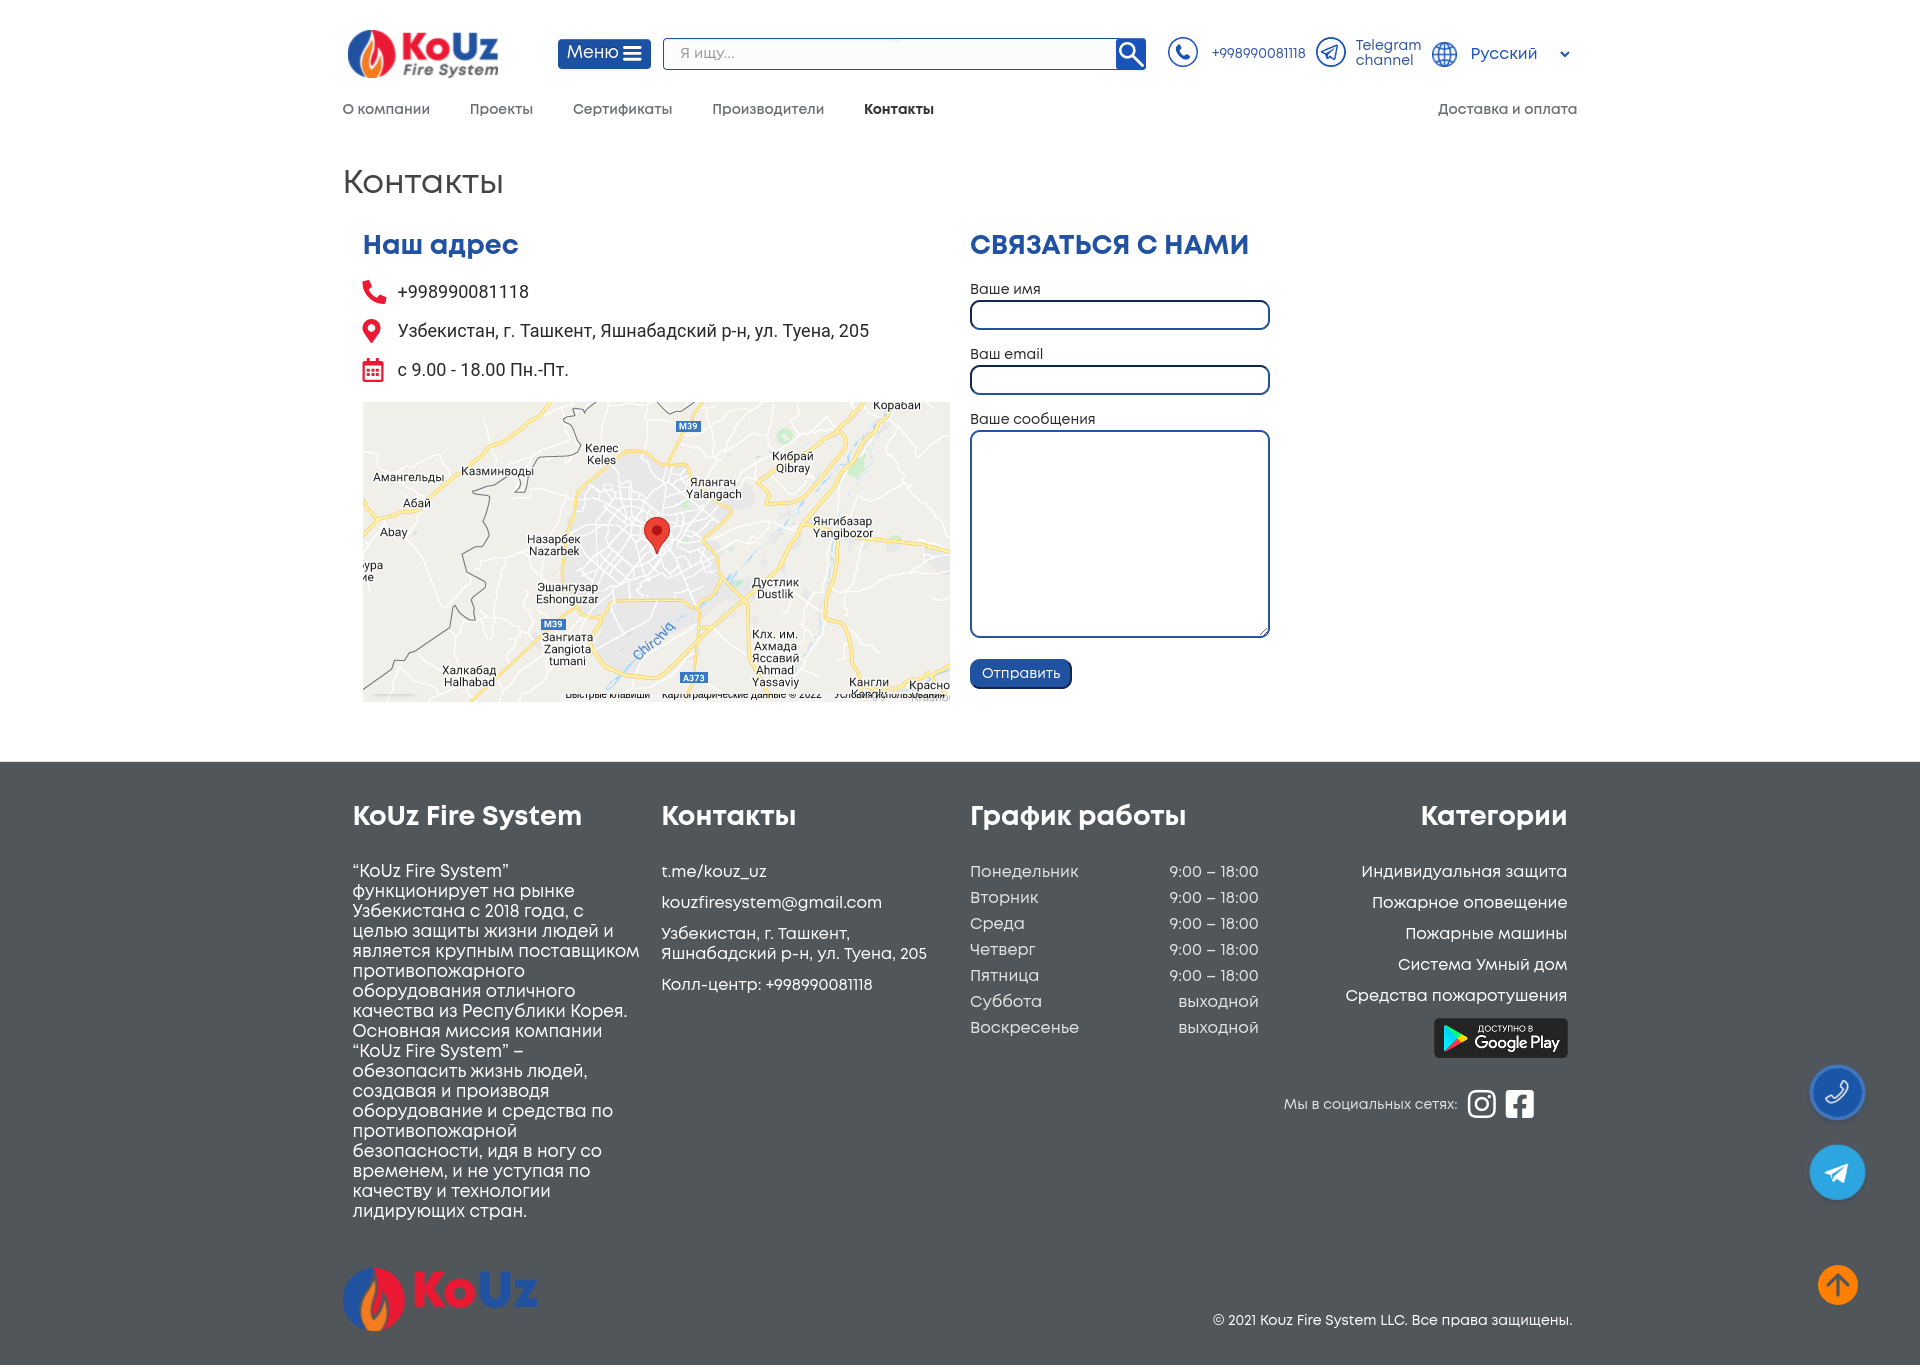 KoUz
Fire System
Меню
Я ищу...
+998990081118
Telegram
channel
Русский
О компании
Проекты
Сертификаты
Производители
Контакты
Доставка и оплата
Контакты
Наш адрес
+998990081118
Узбекистан, г. Ташкент, Яшнабадский р-н, ул. Туена, 205
с 9.00 - 18.00 Пн.-Пт.
Корабай
M39
Келес
Keles
Кибрай
Qibray
Амангельды
Казминводы
Ялангач
Yalangach
Абай
Abay
Янгибазар
Yangibozor
Назарбек
Nazarbek
Эшангузар
Eshonguzar
Дустлик
Dustlik
M39
Зангиата
Zangiota
tumani
Chirchiq
Клх. им.
Ахмада
Яссавий
Ahmad
Yassaviy
Халкабад
Halhabad
A373
Кангли
Красно
Быстрые клавиши
Картографические данные © 2022
Условия использования
СВЯЗАТЬСЯ С НАМИ
Ваше имя
Ваш email
Ваше сообщения
Отправить
KoUz Fire System
“KoUz Fire System”
функционирует на рынке
Узбекистана с 2018 года, с
целью защиты жизни людей и
является крупным поставщиком
противопожарного
оборудования отличного
качества из Республики Корея.
Основная миссия компании
“KoUz Fire System” –
обезопасить жизнь людей,
создавая и производя
оборудование и средства по
противопожарной
безопасности, идя в ногу со
временем, и не уступая по
качеству и технологии
лидирующих стран.
Контакты
t.me/kouz_uz
kouzfiresystem@gmail.com
Узбекистан, г. Ташкент,
Яшнабадский р-н, ул. Туена, 205
Колл-центр: +998990081118
График работы
Понедельник 9:00 – 18:00
Вторник 9:00 – 18:00
Среда 9:00 – 18:00
Четверг 9:00 – 18:00
Пятница 9:00 – 18:00
Суббота выходной
Воскресенье выходной
Категории
Индивидуальная защита
Пожарное оповещение
Пожарные машины
Система Умный дом
Средства пожаротушения
ДОСТУПНО В
Google Play
Мы в социальных сетях:
KoUz
© 2021 Kouz Fire System LLC. Все права защищены.